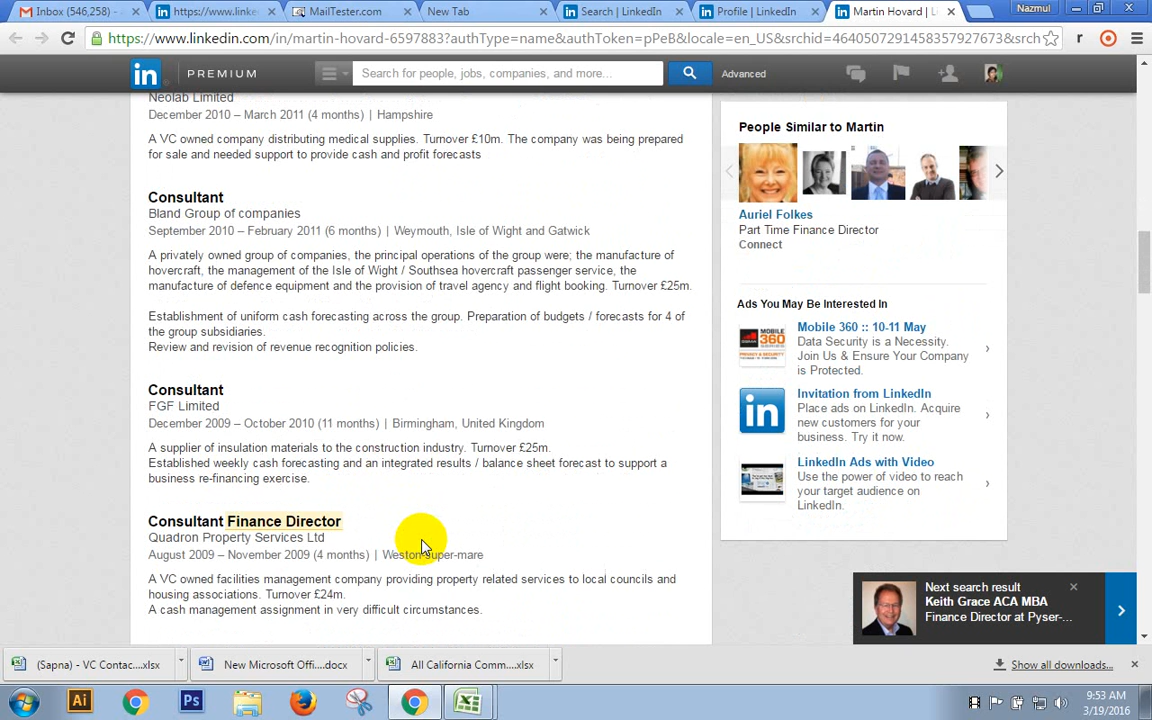 Inbox (546,258) -
https://www.linke
MailTester.com
New Tab
Search | LinkedIn
Profile | LinkedIn
Martin Hovard | L
Nazmul
https://www.linkedin.com/in/martin-hovard-6597883?authType=name&authToken=pPeB&locale=en_US&srchid=4640507291458357927673&srch
in PREMIUM
Search for people, jobs, companies, and more...
Advanced
Neolab Limited
December 2010 – March 2011 (4 months) | Hampshire
A VC owned company distributing medical supplies. Turnover £10m. The company was being prepared
for sale and needed support to provide cash and profit forecasts
Consultant
Bland Group of companies
September 2010 – February 2011 (6 months) | Weymouth, Isle of Wight and Gatwick
A privately owned group of companies, the principal operations of the group were; the manufacture of
hovercraft, the management of the Isle of Wight / Southsea hovercraft passenger service, the
manufacture of defence equipment and the provision of travel agency and flight booking. Turnover £25m.
Establishment of uniform cash forecasting across the group. Preparation of budgets / forecasts for 4 of
the group subsidiaries.
Review and revision of revenue recognition policies.
Consultant
FGF Limited
December 2009 – October 2010 (11 months) | Birmingham, United Kingdom
A supplier of insulation materials to the construction industry. Turnover £25m.
Established weekly cash forecasting and an integrated results / balance sheet forecast to support a
business re-financing exercise.
Consultant Finance Director
Quadron Property Services Ltd
August 2009 – November 2009 (4 months) | Weston-super-mare
A VC owned facilities management company providing property related services to local councils and
housing associations. Turnover £24m.
A cash management assignment in very difficult circumstances.
People Similar to Martin
Auriel Folkes
Part Time Finance Director
Connect
Ads You May Be Interested In
Mobile 360 :: 10-11 May
Data Security is a Necessity.
Join Us & Ensure Your Company
is Protected.
MOBILE
360
Invitation from LinkedIn
Place ads on LinkedIn. Acquire
new customers for your
business. Try it now.
in
LinkedIn Ads with Video
Use the power of video to reach
your target audience on
LinkedIn.
Next search result
Keith Grace ACA MBA
Finance Director at Pyser-...
(Sapna) - VC Contac....xlsx
New Microsoft Offi....docx
All California Comm....xlsx
Show all downloads...
Ai
Ps
9:53 AM
3/19/2016